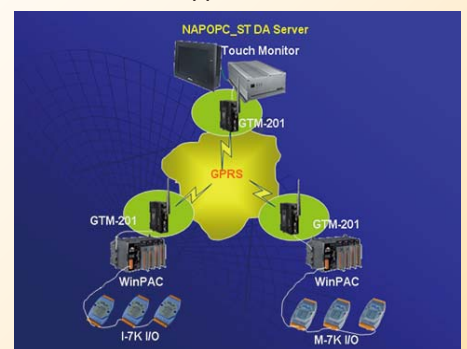 NAPOPC_ST DA Server
Touch Monitor
GTM-201
GPRS
GTM-201
GTM-201
WinPAC
WinPAC
I-7K I/O
M-7K I/O